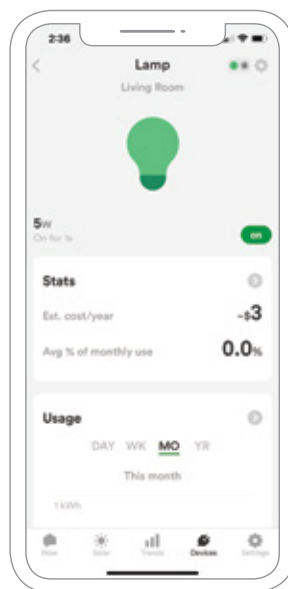 2:36
Lamp
Living Room
5w
On for 1s
on
Stats
Est. cost/year ~$3
Avg % of monthly use 0.0%
Usage
DAY WK MO YR
This month
1 kWh
Now Solar Trends Devices Settings